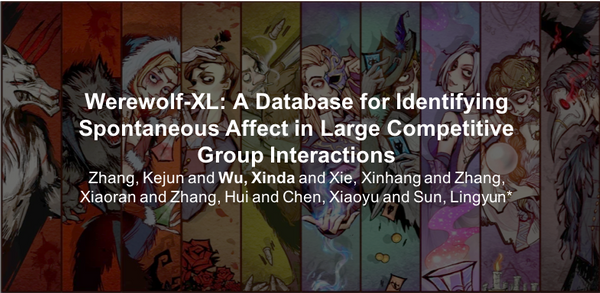 Werewolf-XL: A Database for Identifying
Spontaneous Affect in Large Competitive
Group Interactions
Zhang, Kejun and Wu, Xinda and Xie, Xinhang and Zhang,
Xiaoran and Zhang, Hui and Chen, Xiaoyu and Sun, Lingyun*